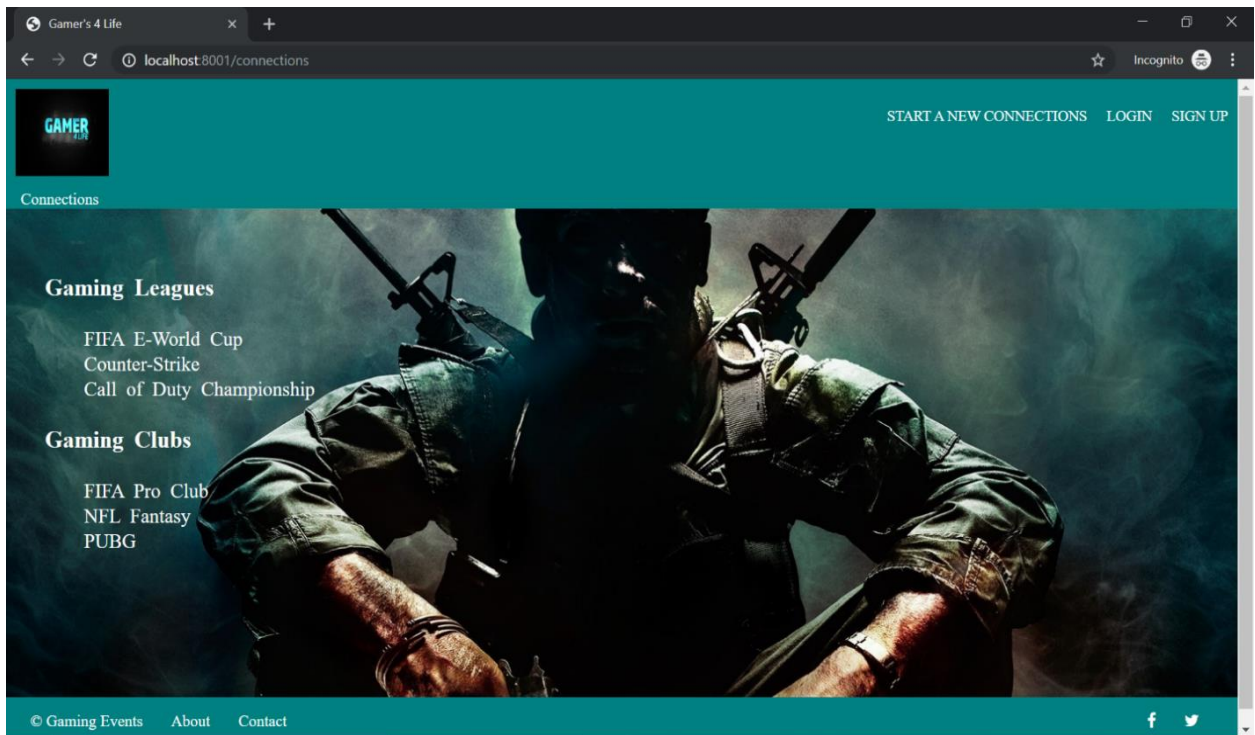 Gamer's 4 Life
localhost:8001/connections
Incognito
GAMER
4 LIFE
START A NEW CONNECTIONS LOGIN SIGN UP
Connections
Gaming Leagues
FIFA E-World Cup
Counter-Strike
Call of Duty Championship
Gaming Clubs
FIFA Pro Club
NFL Fantasy
PUBG
© Gaming Events About Contact